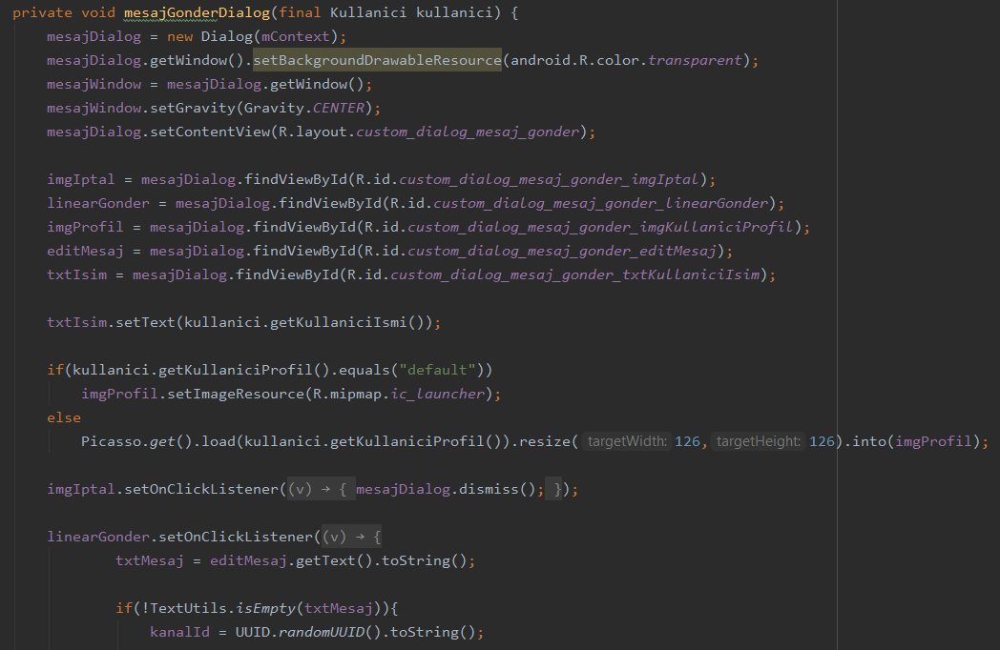 private void mesajGonderDialog(final Kullanici kullanici) {
mesajDialog = new Dialog(mContext);
mesajDialog.getWindow().setBackgroundDrawableResource(android.R.color.transparent);
mesajWindow = mesajDialog.getWindow();
mesajWindow.setGravity(Gravity.CENTER);
mesajDialog.setContentView(R.layout.custom_dialog_mesaj_gonder);
imgIptal = mesajDialog.findViewById(R.id.custom_dialog_mesaj_gonder_imgIptal);
linearGonder = mesajDialog.findViewById(R.id.custom_dialog_mesaj_gonder_linearGonder);
imgProfil = mesajDialog.findViewById(R.id.custom_dialog_mesaj_gonder_imgKullaniciProfil);
editMesaj = mesajDialog.findViewById(R.id.custom_dialog_mesaj_gonder_editMesaj);
txtIsim = mesajDialog.findViewById(R.id.custom_dialog_mesaj_gonder_txtKullaniciIsim);
txtIsim.setText(kullanici.getKullaniciIsmi());
if(kullanici.getKullaniciProfil().equals("default"))
imgProfil.setImageResource(R.mipmap.ic_launcher);
else
Picasso.get().load(kullanici.getKullaniciProfil()).resize( targetWidth: 126, targetHeight: 126).into(imgProfil);
imgIptal.setOnClickListener((v) → { mesajDialog.dismiss(); });
linearGonder.setOnClickListener((v) → {
txtMesaj = editMesaj.getText().toString();
if(!TextUtils.isEmpty(txtMesaj)){
kanalId = UUID.randomUUID().toString();